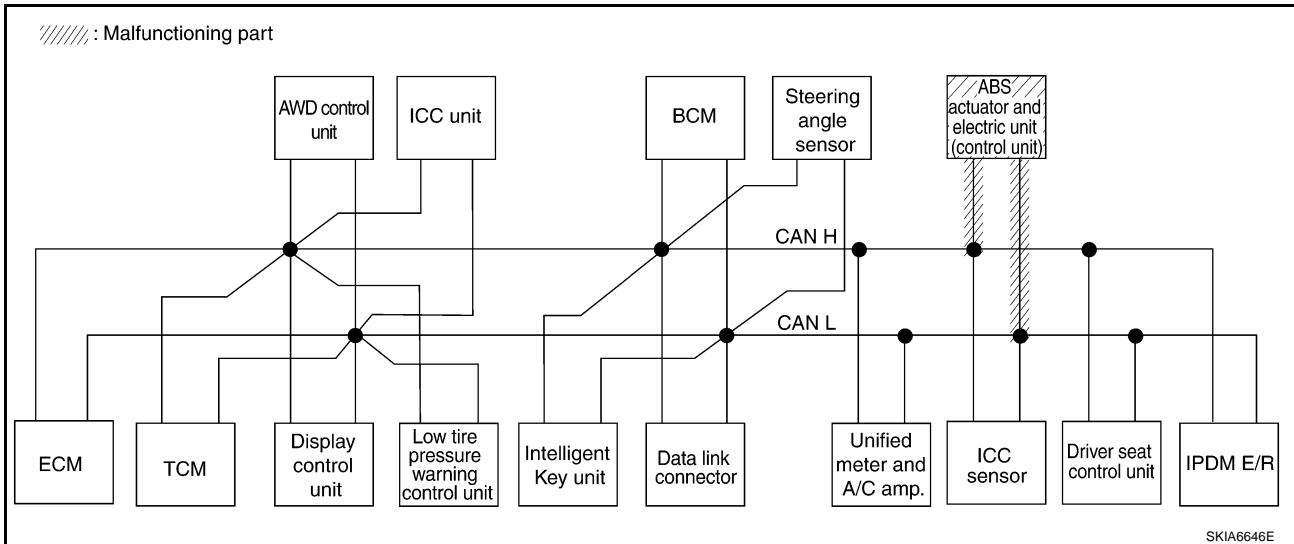 : Malfunctioning part
AWD control
unit
ICC unit
BCM
Steering
angle
sensor
ABS
actuator and
electric unit
(control unit)
CAN H
CAN L
ECM
TCM
Display
control
unit
Low tire
pressure
warning
control unit
Intelligent
Key unit
Data link
connector
Unified
meter and
A/C amp.
ICC
sensor
Driver seat
control unit
IPDM E/R
SKIA6646E